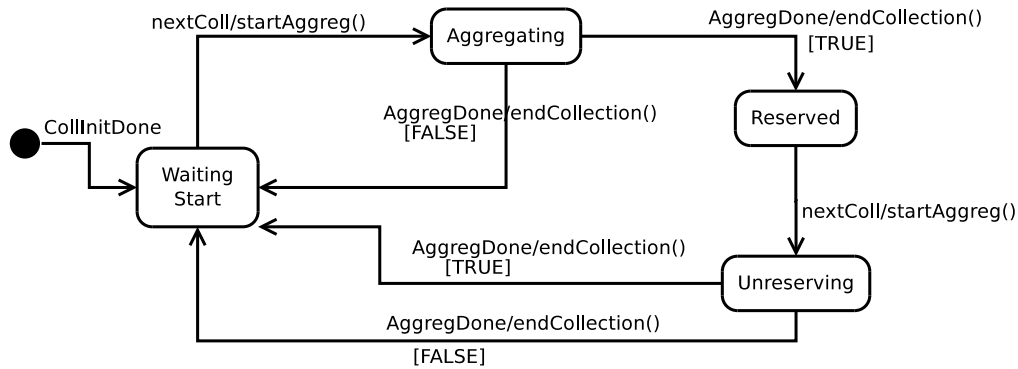 nextColl/startAggreg()
Aggregating
AggregDone/endCollection()
[TRUE]
AggregDone/endCollection()
[FALSE]
Reserved
CollInitDone
Waiting
Start
nextColl/startAggreg()
AggregDone/endCollection()
[TRUE]
Unreserving
AggregDone/endCollection()
[FALSE]